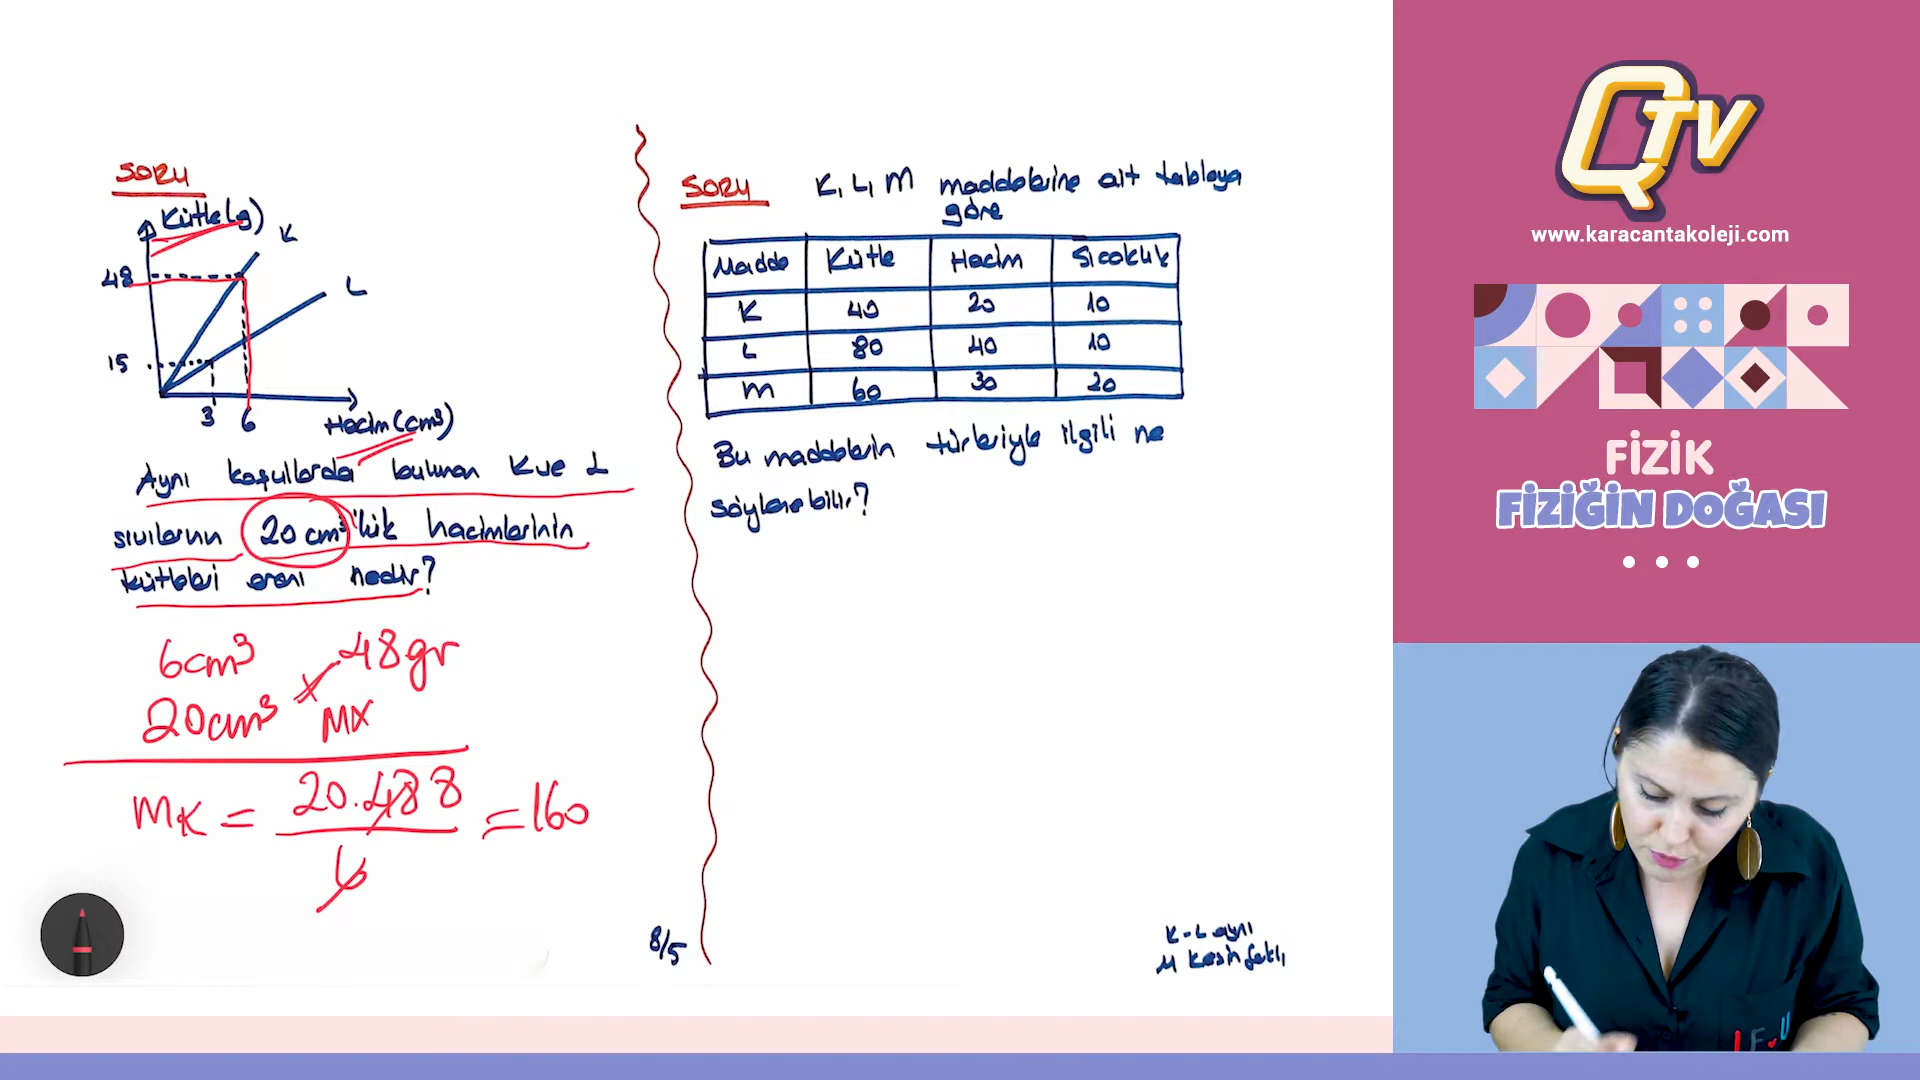 SORU
Kütle(g)
K
48
L
15
3
6
Hacim(cm³)
Aynı koşullarda bulunan K ve L
sıvılarının 20 cm³'lük hacimlerinin
kütleleri oranı nedir?
6cm³ 48gr
20cm³ x MX
MK = 20.48 8 = 160
6
8/5
SORU K, L, M maddelerine ait tabloya
göre
Madde Kütle Hacim Sıcaklık
K 40 20 10
L 80 40 10
M 60 30 20
Bu maddelerin türleriyle ilgili ne
söylenebilir?
K-L aynı
M kesin farklı
QTV
www.karacantakoleji.com
FİZİK
FİZİĞİN DOĞASI